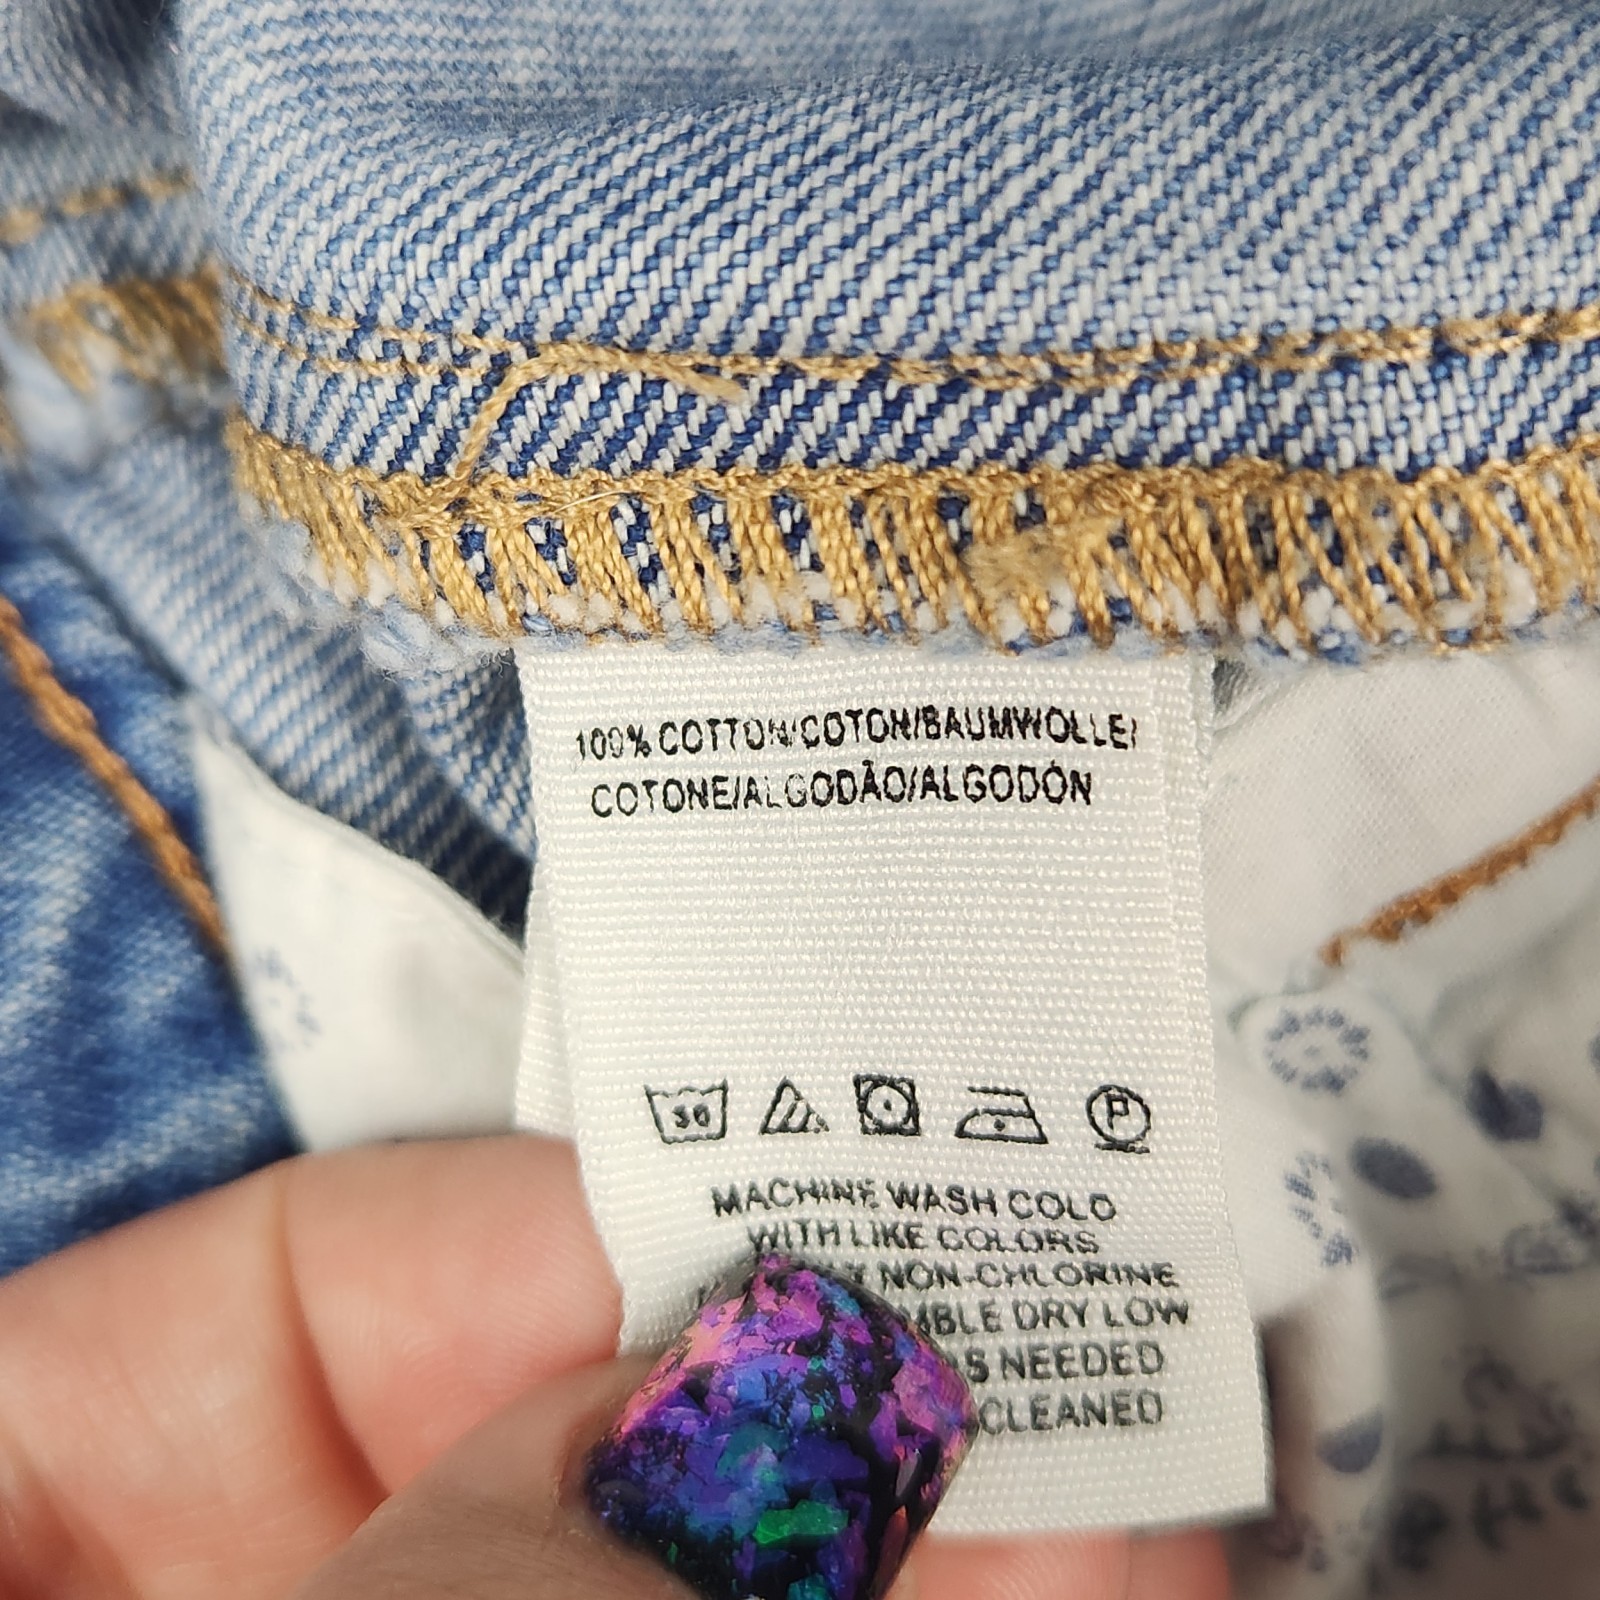 100% COTTON/COTON/BAUMWOLLE/
COTONE/ALGODÃO/ALGODÓN
30
P
MACHINE WASH COLD
WITH LIKE COLORS
NON-CHLORINE
DRY LOW
NEEDED
CLEANED